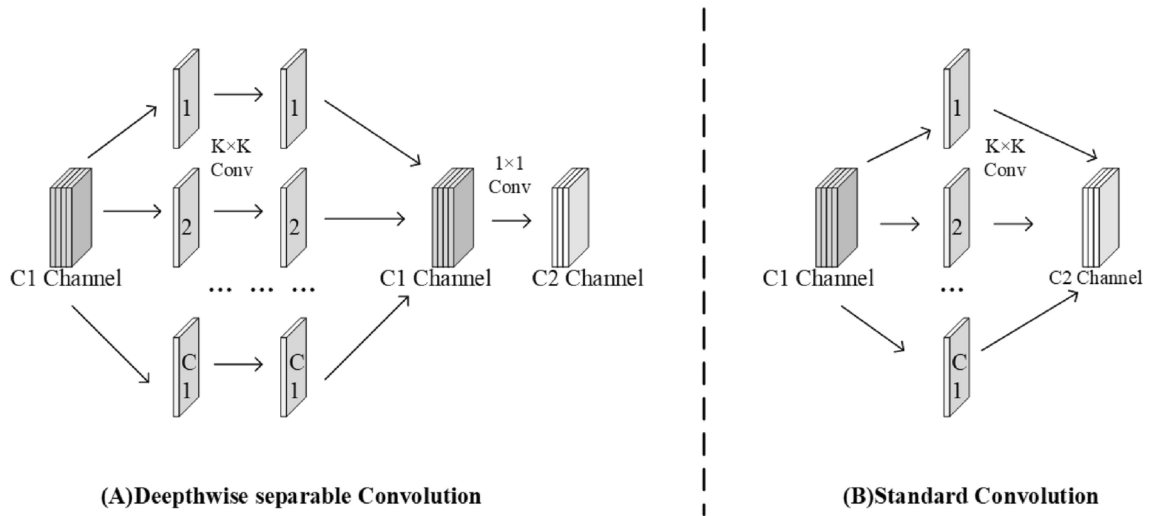 1
1
K×K
Conv
2
2
1×1
Conv
C1 Channel
C1 Channel
C2 Channel
... ... ...
C
1
C
1
(A)Deepthwise separable Convolution
1
K×K
Conv
2
C1 Channel
C2 Channel
...
C
1
(B)Standard Convolution